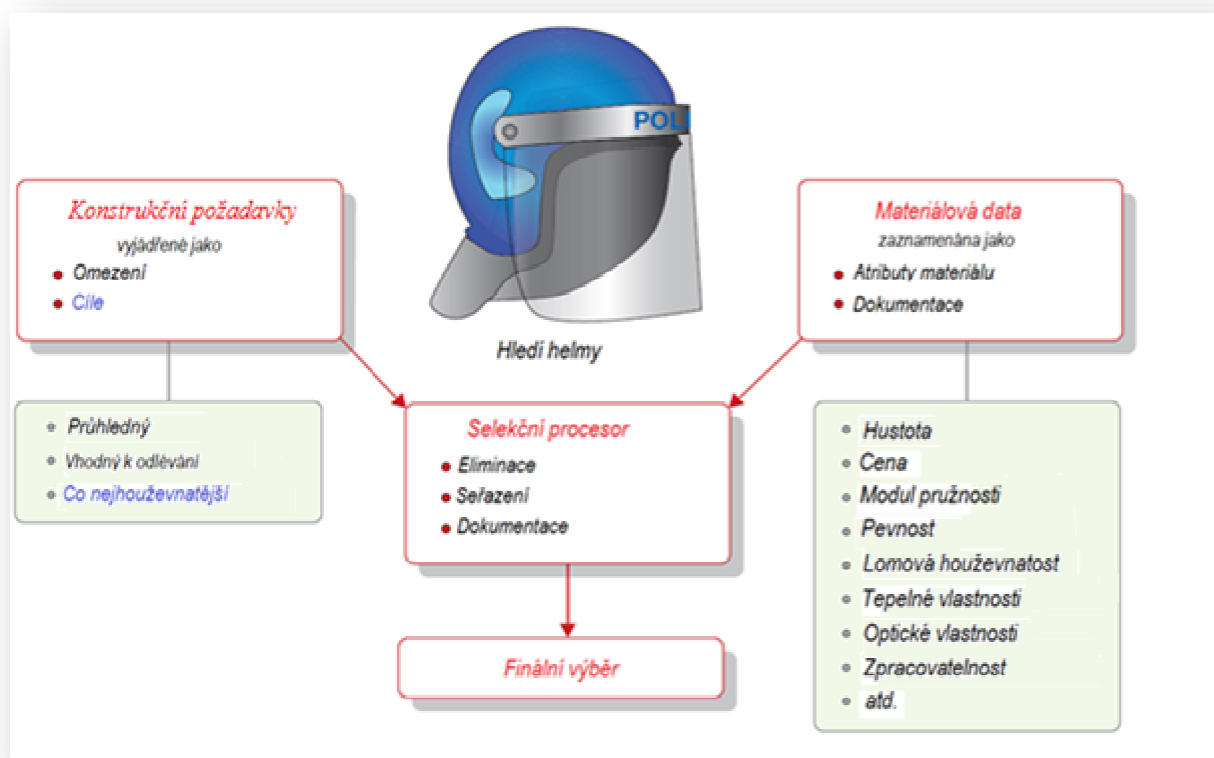 POLI
Konstrukční požadavky
vyjádřené jako
Omezení
Cíle
Materiálová data
zaznamenána jako
Atributy materiálu
Dokumentace
Hledí helmy
Průhledný
Vhodný k odlévání
Co nejhouževnatější
Selekční procesor
Eliminace
Seřazení
Dokumentace
Hustota
Cena
Modul pružnosti
Pevnost
Lomová houževnatost
Tepelné vlastnosti
Optické vlastnosti
Zpracovatelnost
atd.
Finální výběr